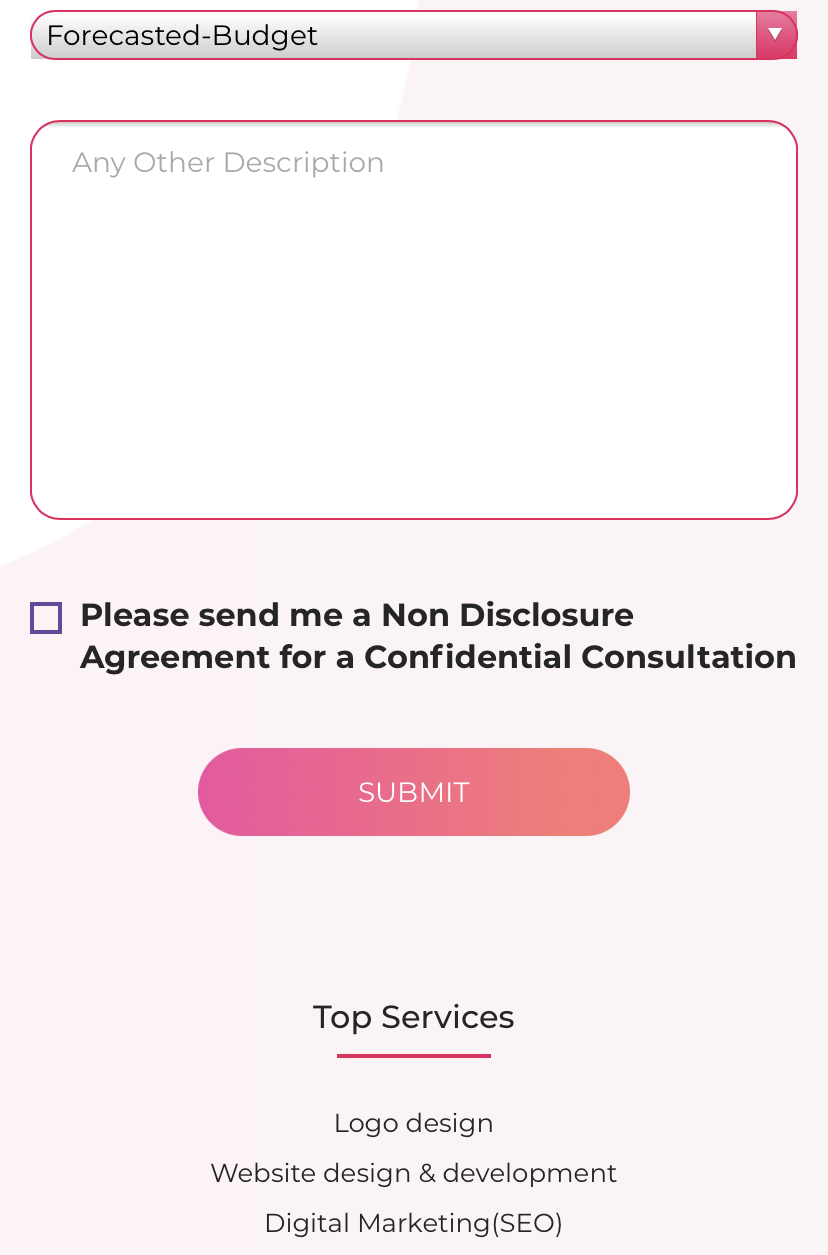 Forecasted-Budget
Any Other Description
Please send me a Non Disclosure
Agreement for a Confidential Consultation
SUBMIT
Top Services
Logo design
Website design & development
Digital Marketing(SEO)